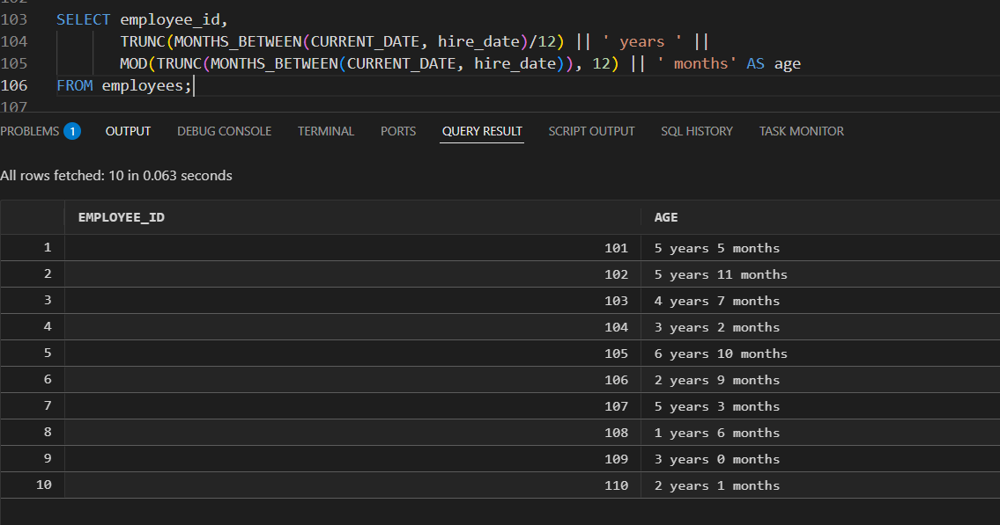 102
103 SELECT employee_id,
104 TRUNC(MONTHS_BETWEEN(CURRENT_DATE, hire_date)/12) || ' years ' ||
105 MOD(TRUNC(MONTHS_BETWEEN(CURRENT_DATE, hire_date)), 12) || ' months' AS age
106 FROM employees;
107
PROBLEMS 1 OUTPUT DEBUG CONSOLE TERMINAL PORTS QUERY RESULT SCRIPT OUTPUT SQL HISTORY TASK MONITOR
All rows fetched: 10 in 0.063 seconds
EMPLOYEE_ID AGE
1 101 5 years 5 months
2 102 5 years 11 months
3 103 4 years 7 months
4 104 3 years 2 months
5 105 6 years 10 months
6 106 2 years 9 months
7 107 5 years 3 months
8 108 1 years 6 months
9 109 3 years 0 months
10 110 2 years 1 months